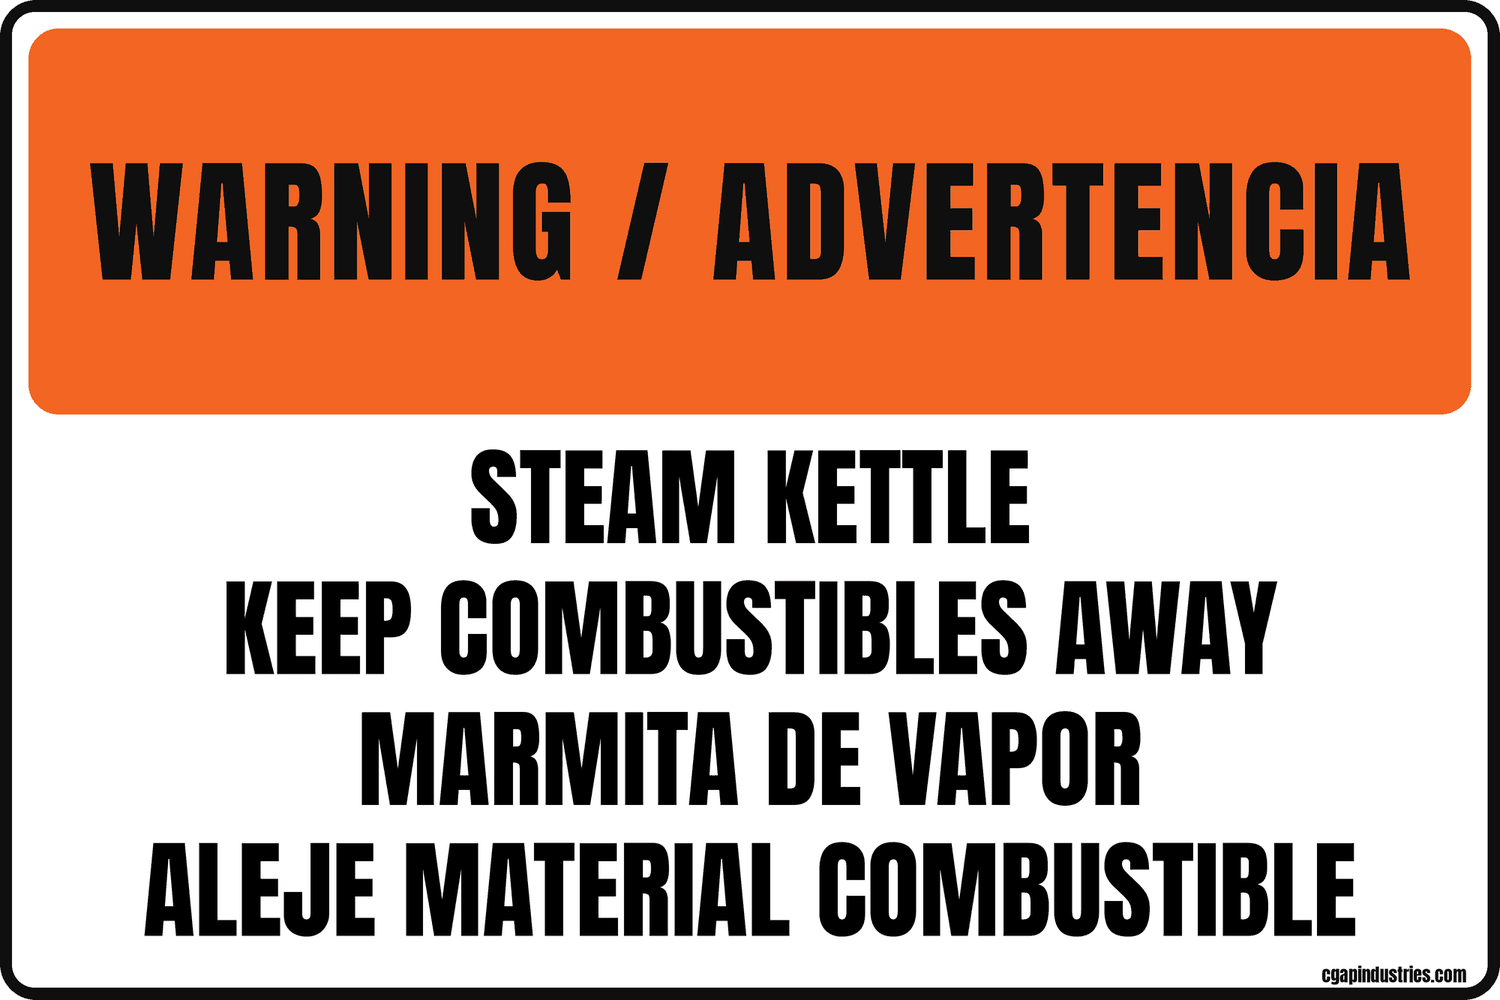 WARNING / ADVERTENCIA
STEAM KETTLE
KEEP COMBUSTIBLES AWAY
MARMITA DE VAPOR
ALEJE MATERIAL COMBUSTIBLE
cgapindustries.com